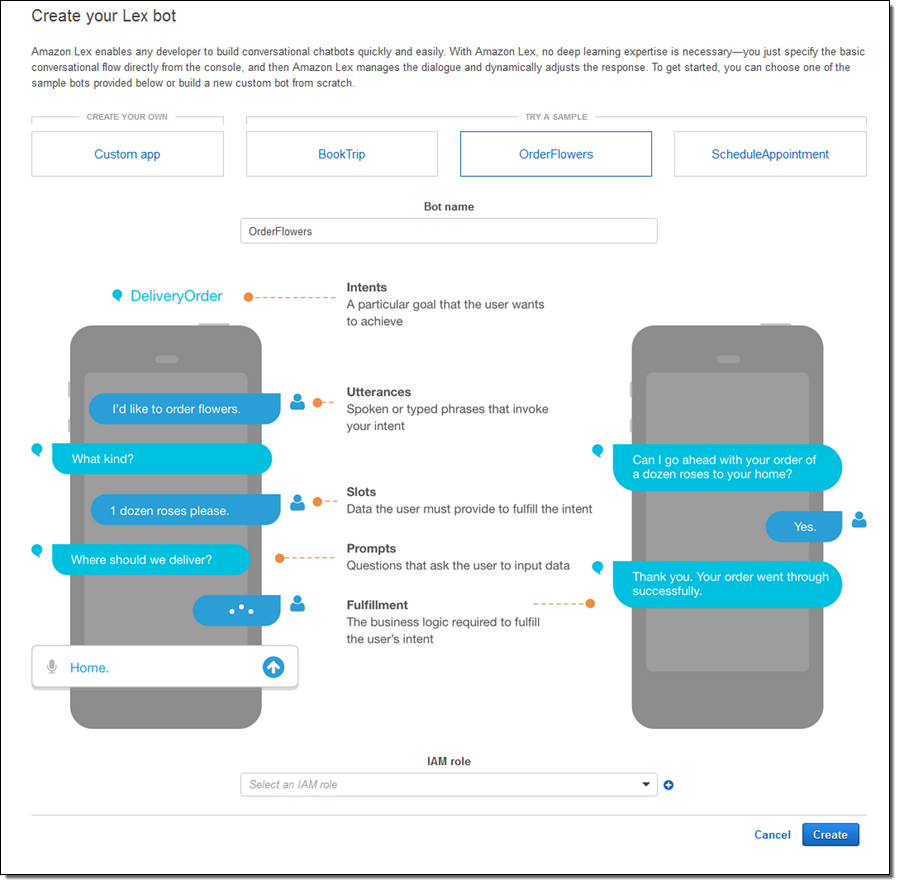 Create your Lex bot
Amazon Lex enables any developer to build conversational chatbots quickly and easily. With Amazon Lex, no deep learning expertise is necessary—you just specify the basic
conversational flow directly from the console, and then Amazon Lex manages the dialogue and dynamically adjusts the response. To get started, you can choose one of the
sample bots provided below or build a new custom bot from scratch.
CREATE YOUR OWN
TRY A SAMPLE
Custom app
BookTrip
OrderFlowers
ScheduleAppointment
Bot name
OrderFlowers
DeliveryOrder
Intents
A particular goal that the user wants
to achieve
I'd like to order flowers.
Utterances
Spoken or typed phrases that invoke
your intent
What kind?
1 dozen roses please.
Slots
Data the user must provide to fulfill the intent
Where should we deliver?
Prompts
Questions that ask the user to input data
Fulfillment
The business logic required to fulfill
the user's intent
Home.
Can I go ahead with your order of
a dozen roses to your home?
Yes.
Thank you. Your order went through
successfully.
IAM role
Select an IAM role
Cancel
Create